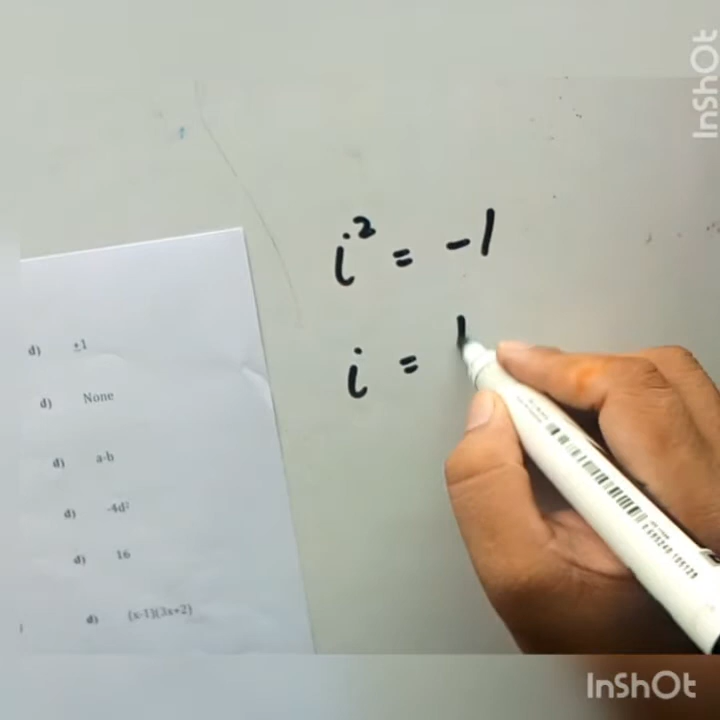 InShOt
i² = -1
i = 1
d) ±1
d) None
d) a-b
d) -4d²
d) 16
d) (x-1)(3x+2)
InShOt